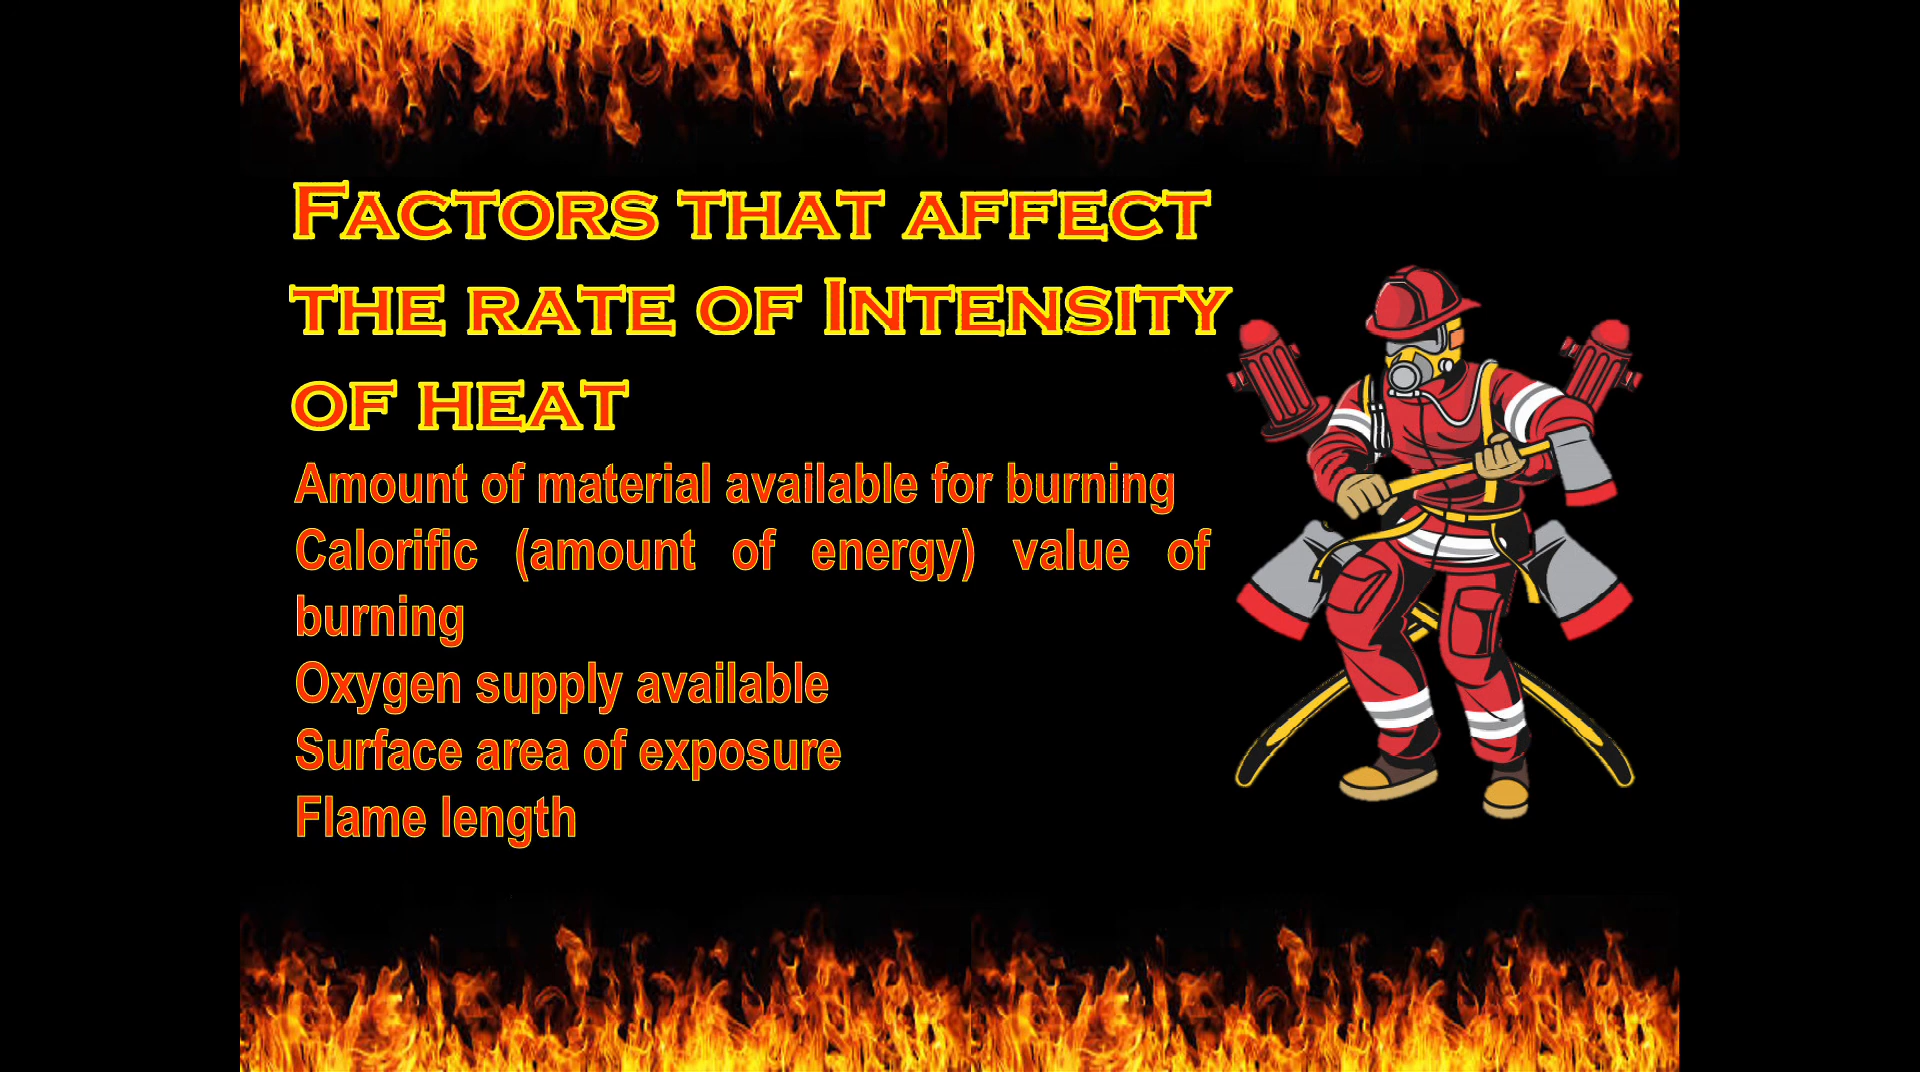 Factors that affect
the rate of Intensity
of heat
Amount of material available for burning
Calorific (amount of energy) value of
burning
Oxygen supply available
Surface area of exposure
Flame length